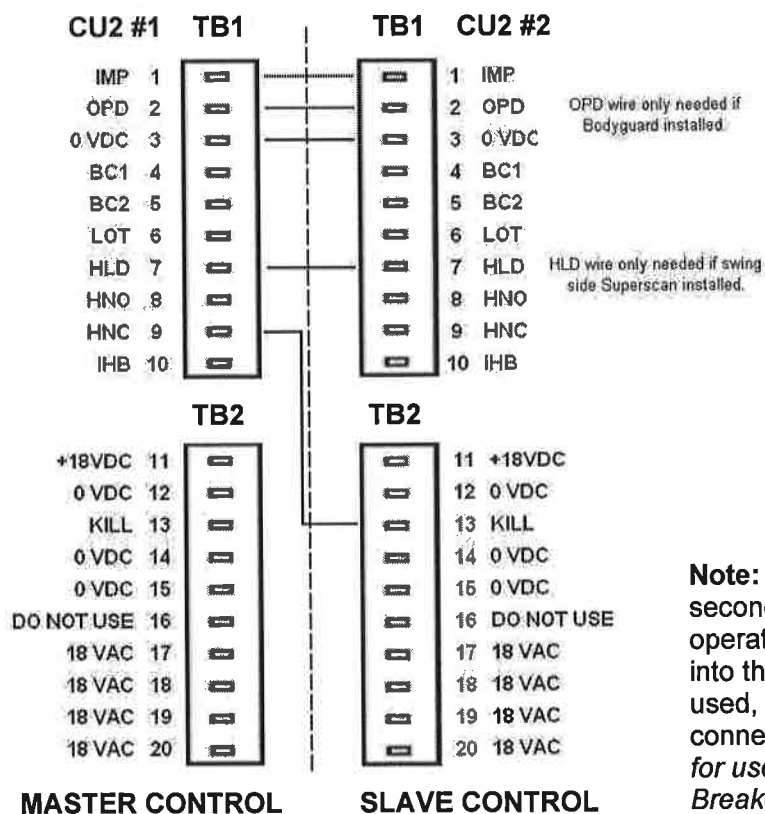 CU2 #1 TB1 TB1 CU2 #2
IMP 1 1 IMP
OPD 2 2 OPD
0 VDC 3 3 0 VDC
BC1 4 4 BC1
BC2 5 5 BC2
LOT 6 6 LOT
HLD 7 7 HLD
HNO 8 8 HNO
HNC 9 9 HNC
IHB 10 10 IHB
OPD wire only needed if
Bodyguard installed.
HLD wire only needed if swing
side Superscan installed.
TB2 TB2
+18VDC 11 11 +18VDC
0 VDC 12 12 0 VDC
KILL 13 13 KILL
0 VDC 14 14 0 VDC
0 VDC 15 15 0 VDC
DO NOT USE 16 16 DO NOT USE
18 VAC 17 17 18 VAC
18 VAC 18 18 18 VAC
18 VAC 19 19 18 VAC
18 VAC 20 20 18 VAC
MASTER CONTROL SLAVE CONTROL
Note:
into
used,
for